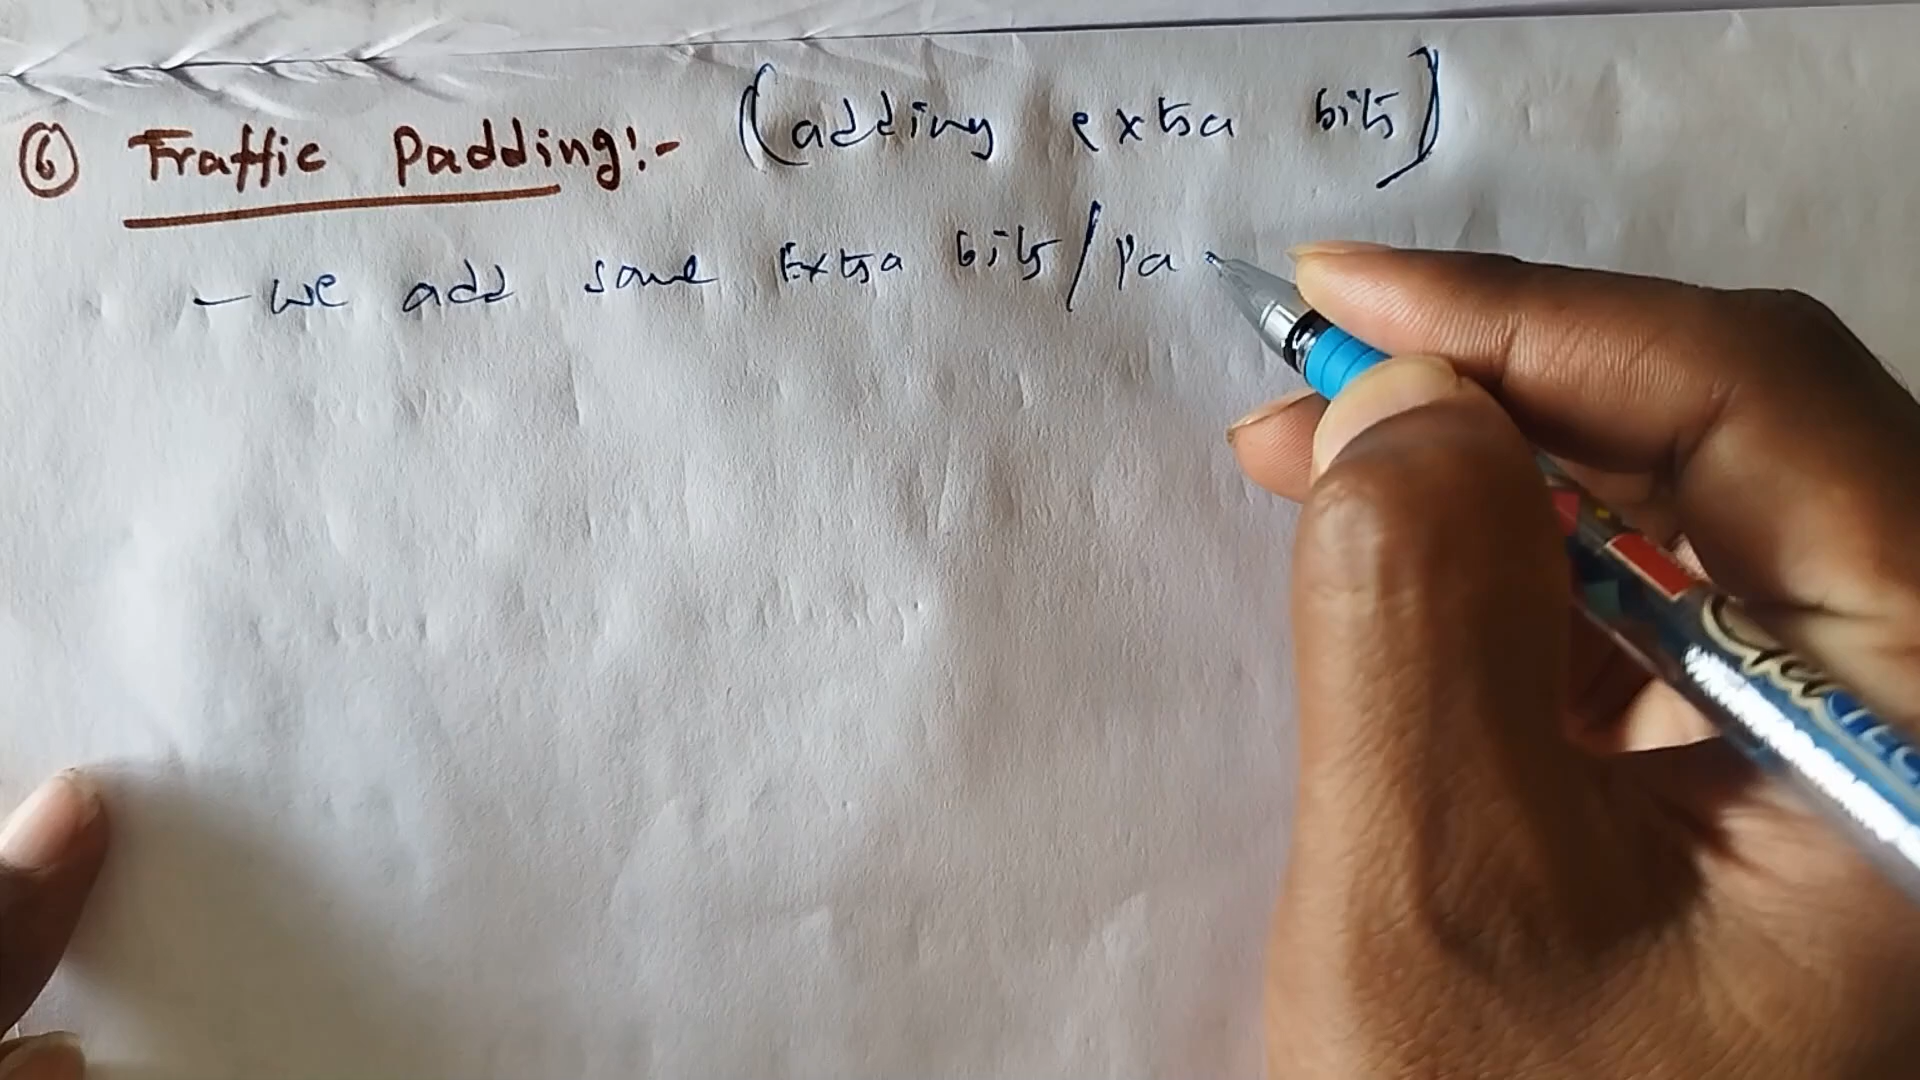 ⑥ Traffic Padding:- (adding extra bits)
- we add some Extra bits/Pa